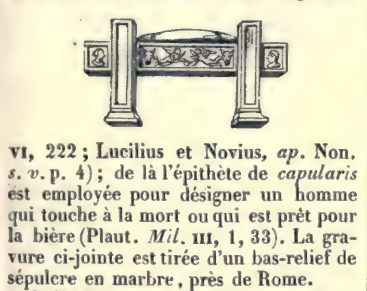 VI, 222 ; Lucilius et Novius, ap. Non.
s. v. p. 4) ; de là l'épithète de capularis
est employée pour désigner un homme
qui touche à la mort ou qui est prêt pour
la bière (Plaut. Mil. III, 1, 33). La gra-
vure ci-jointe est tirée d'un bas-relief de
sépulcre en marbre, près de Rome.